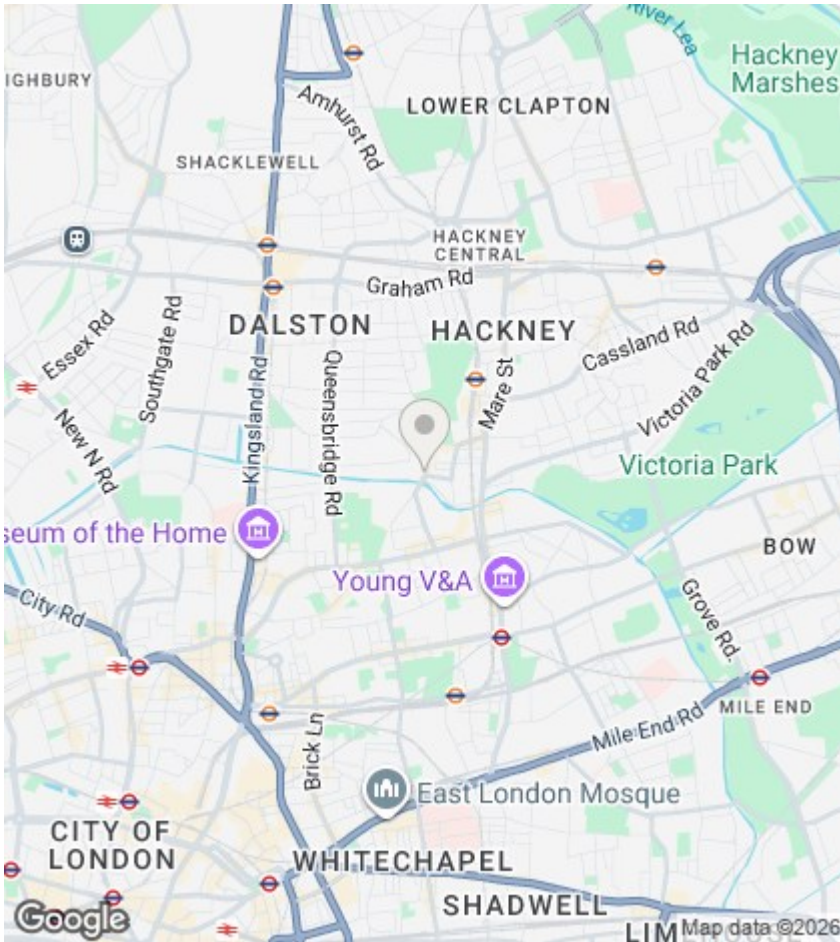 River Lea
Hackney
Marshes
IGHBURY
LOWER CLAPTON
Amhurst Rd
SHACKLEWELL
HACKNEY
CENTRAL
Graham Rd
DALSTON
HACKNEY
Cassland Rd
Essex Rd
Southgate Rd
Kingsland Rd
Queensbridge Rd
Mare St
Victoria Park Rd
New N Rd
Victoria Park
seum of the Home
BOW
Young V&A
City Rd
Grove Rd.
MILE END
Mile End Rd
Brick Ln
East London Mosque
CITY OF
LONDON
WHITECHAPEL
SHADWELL
LIM
Google
Map data ©2026